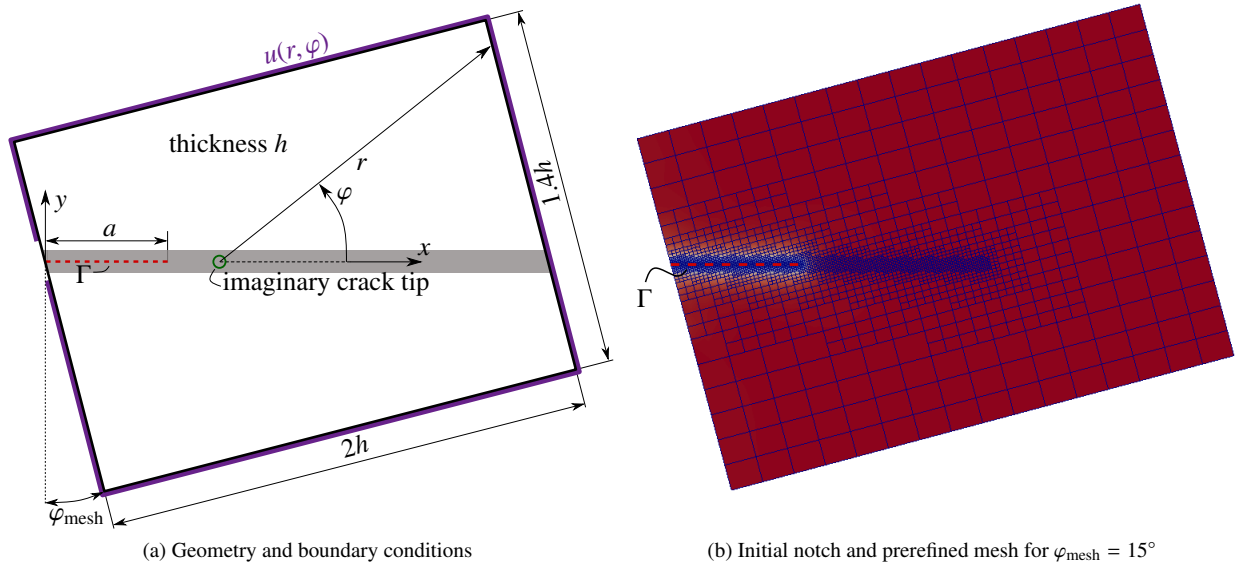 u(r, φ)
thickness h
r
φ
1.4h
y
a
x
Γ
imaginary crack tip
2h
φmesh
Γ
(a) Geometry and boundary conditions
(b) Initial notch and prerefined mesh for φmesh = 15°